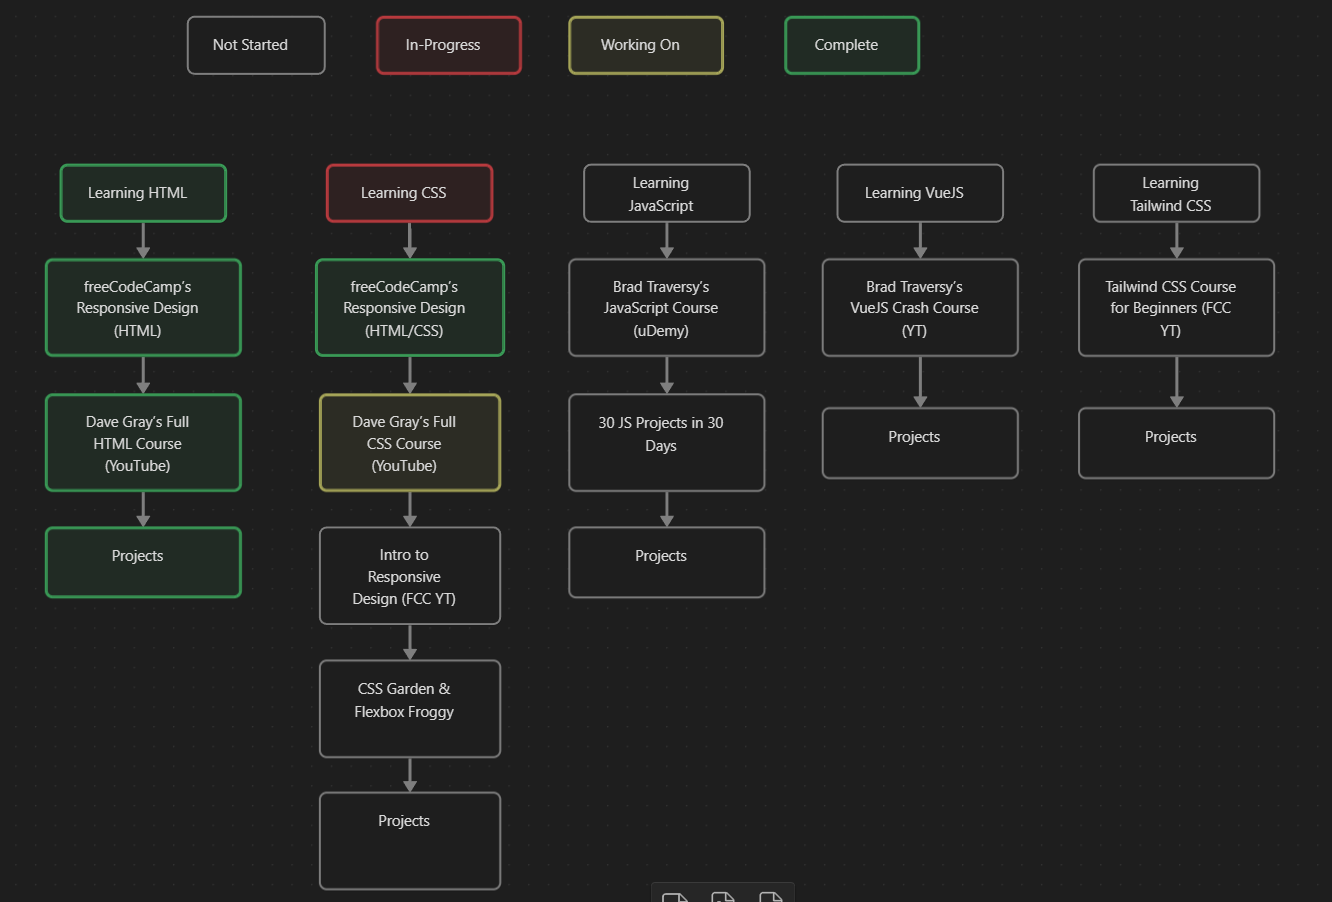 Not Started
In-Progress
Working On
Complete
Learning HTML
freeCodeCamp’s
Responsive Design
(HTML)
Dave Gray’s Full
HTML Course
(YouTube)
Projects
Learning CSS
freeCodeCamp’s
Responsive Design
(HTML/CSS)
Dave Gray’s Full
CSS Course
(YouTube)
Intro to
Responsive
Design (FCC YT)
CSS Garden &
Flexbox Froggy
Projects
Learning
JavaScript
Brad Traversy’s
JavaScript Course
(uDemy)
30 JS Projects in 30
Days
Projects
Learning VueJS
Brad Traversy’s
VueJS Crash Course
(YT)
Projects
Learning
Tailwind CSS
Tailwind CSS Course
for Beginners (FCC
YT)
Projects